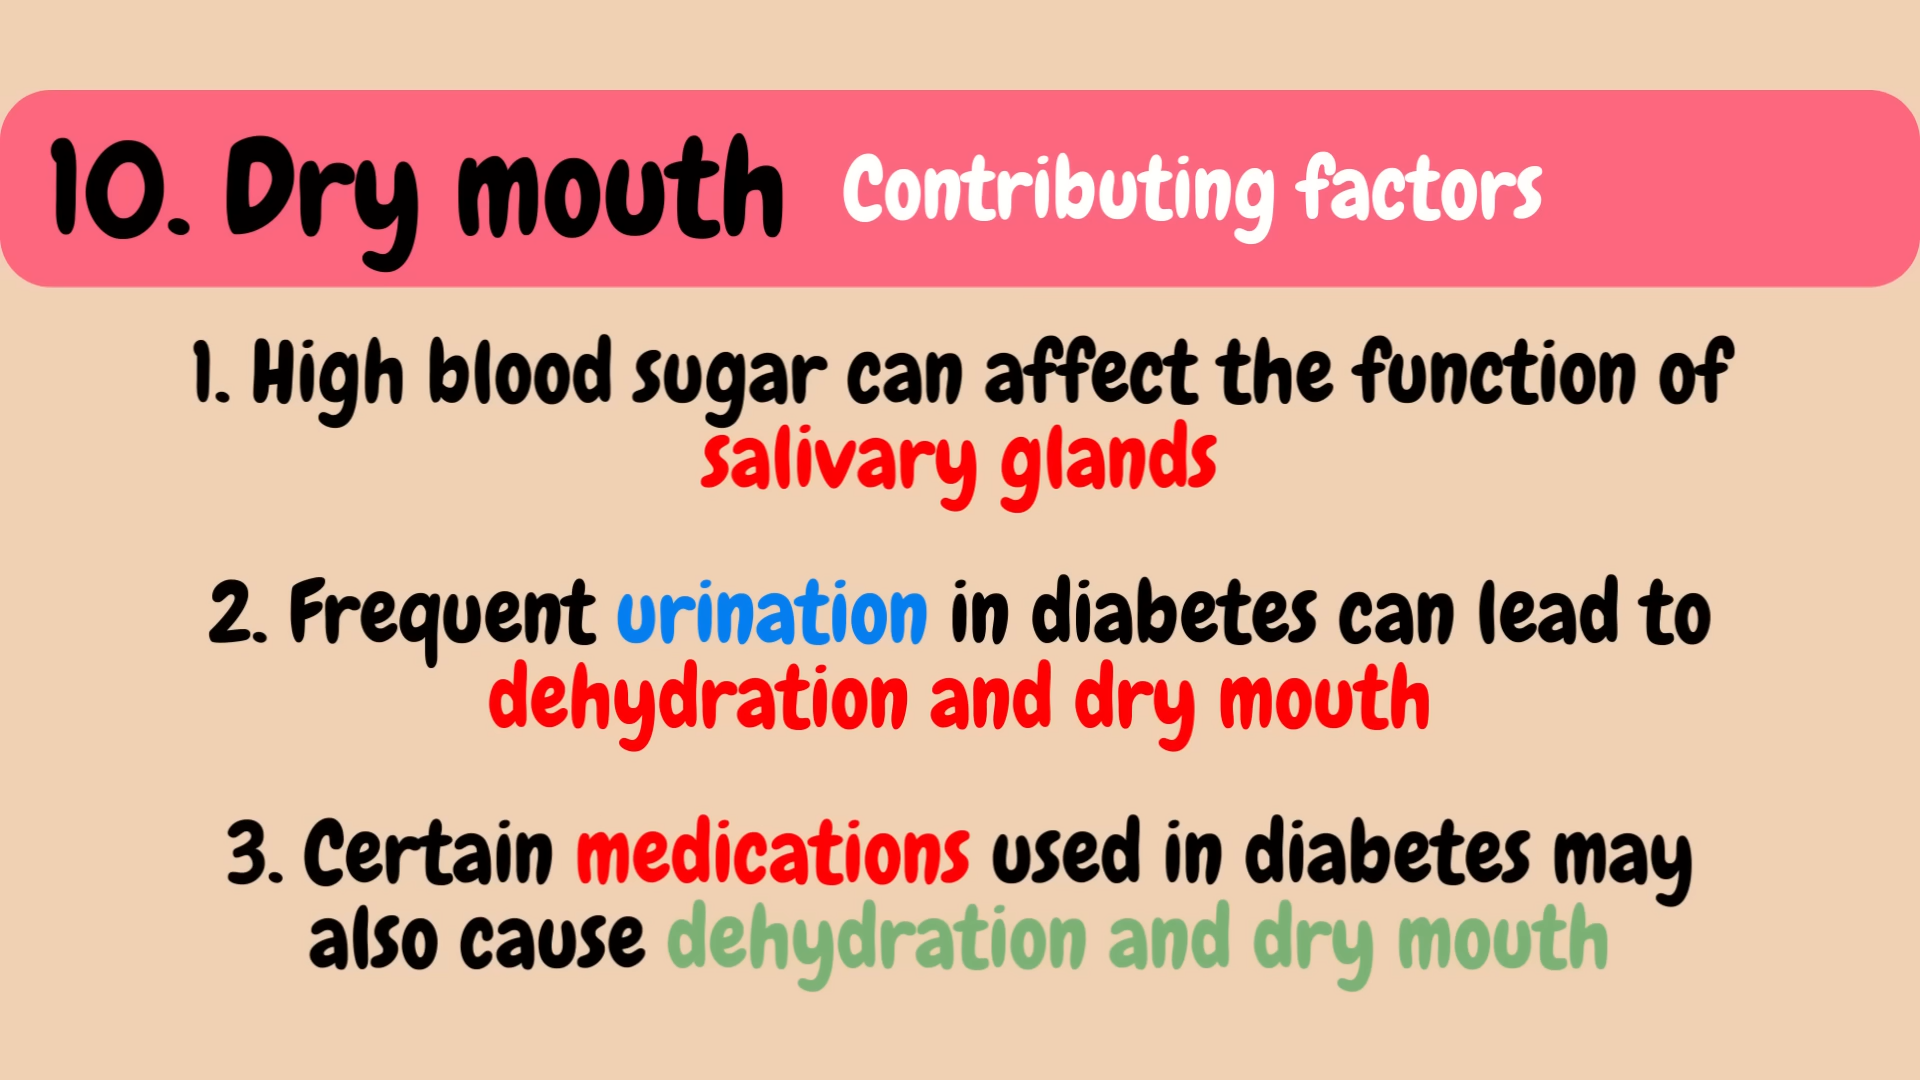 10. Dry mouth Contributing factors
1. High blood sugar can affect the function of
salivary glands
2. Frequent urination in diabetes can lead to
dehydration and dry mouth
3. Certain medications used in diabetes may
also cause dehydration and dry mouth